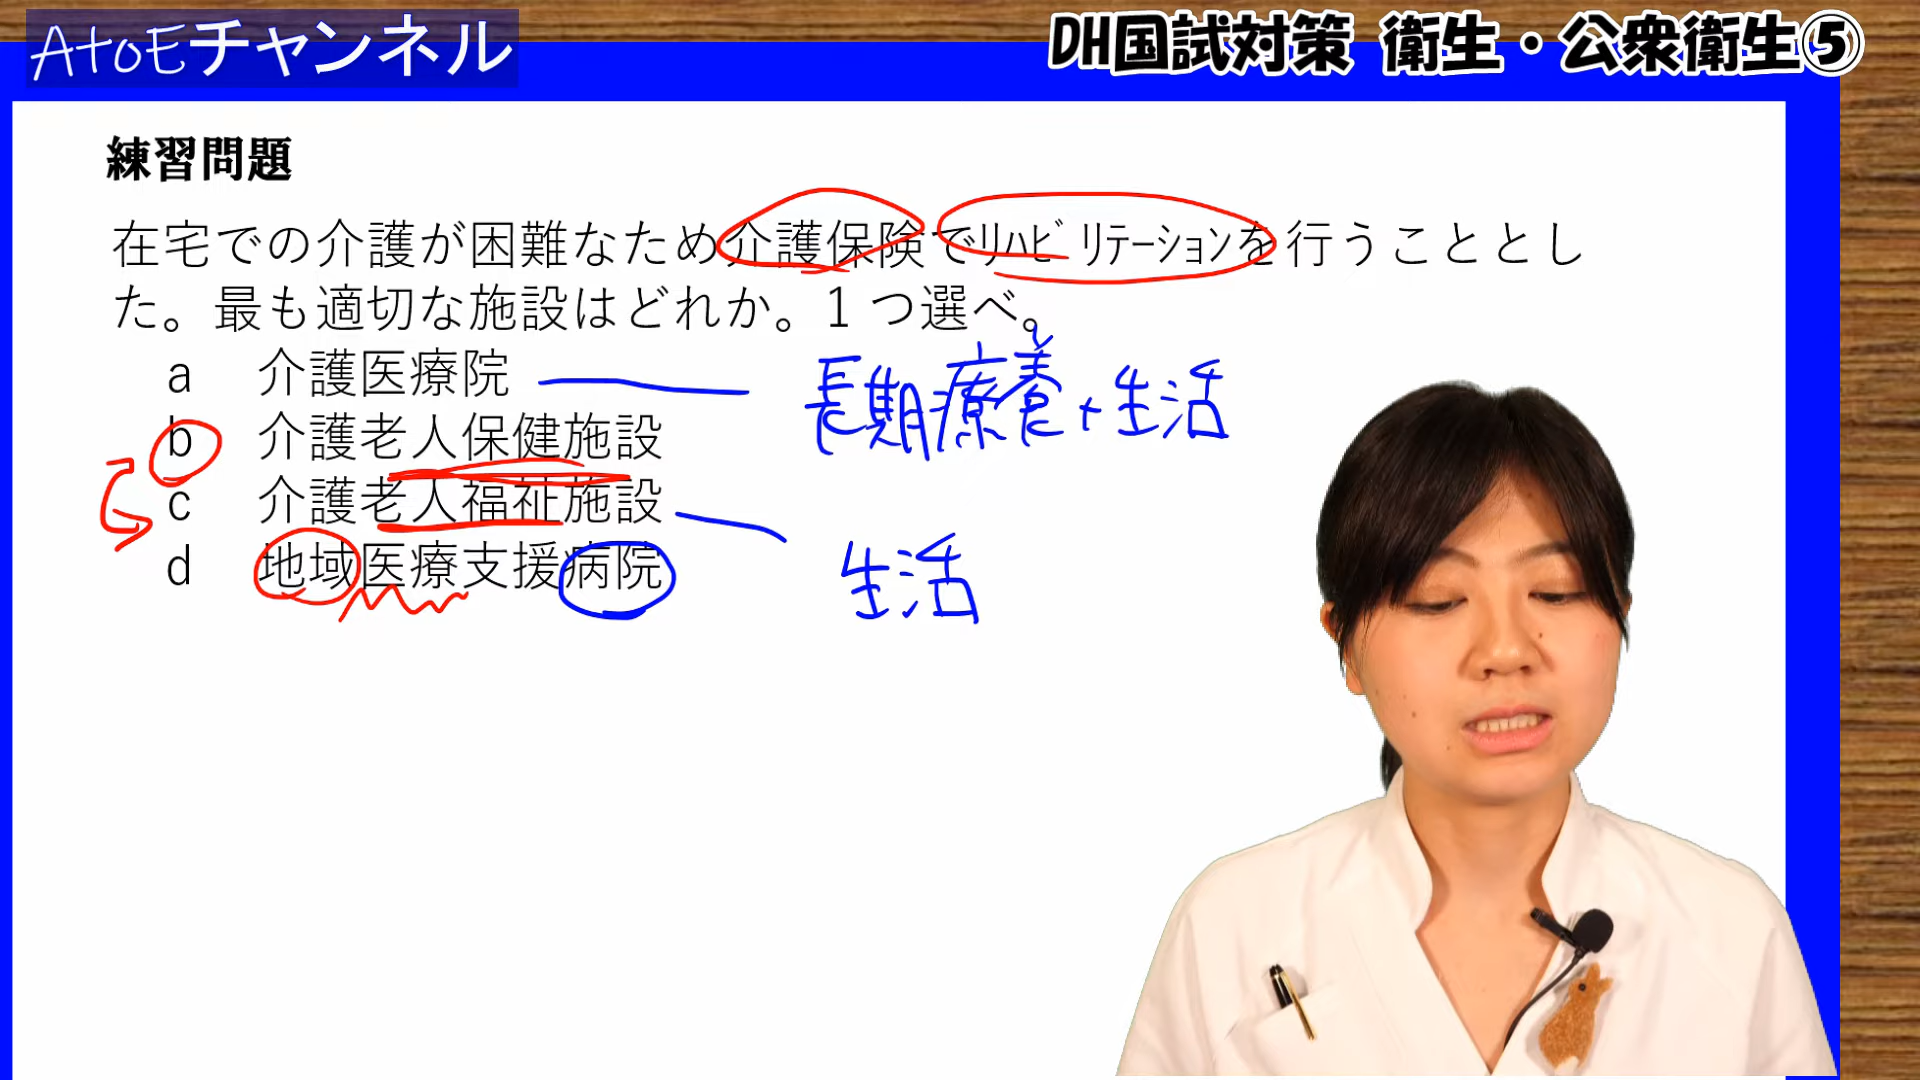 AtoEチャンネル
DH国試対策 衛生・公衆衛生⑤
練習問題
在宅での介護が困難なため介護保険でﾘﾊﾋﾞﾘﾃｰｼｮﾝを行うこととし
た。最も適切な施設はどれか。1つ選べ。
a 介護医療院
長期療養+生活
b 介護老人保健施設
c 介護老人福祉施設
生活
d 地域医療支援病院